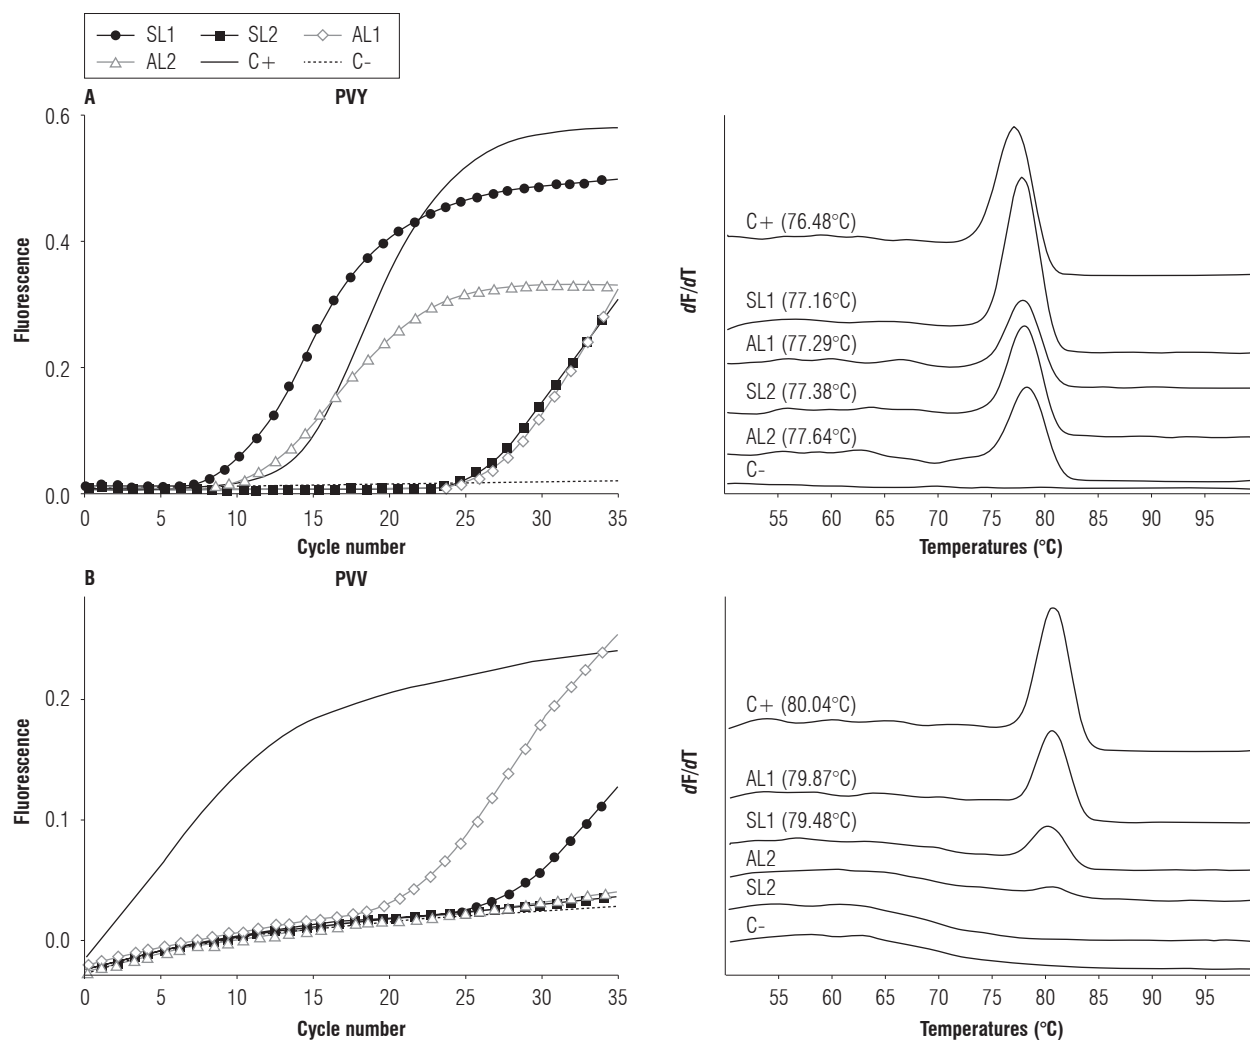 SL1 SL2 AL1
AL2 C+ C-
A PVY
0.6
0.4
0.2
0.0
Fluorescence
0 5 10 15 20 25 30 35
Cycle number
dF/dT
C+ (76.48°C)
SL1 (77.16°C)
AL1 (77.29°C)
SL2 (77.38°C)
AL2 (77.64°C)
C-
55 60 65 70 75 80 85 90 95
Temperatures (°C)
B PVV
0.2
0.1
0.0
Fluorescence
0 5 10 15 20 25 30 35
Cycle number
dF/dT
C+ (80.04°C)
AL1 (79.87°C)
SL1 (79.48°C)
AL2
SL2
C-
55 60 65 70 75 80 85 90 95
Temperatures (°C)